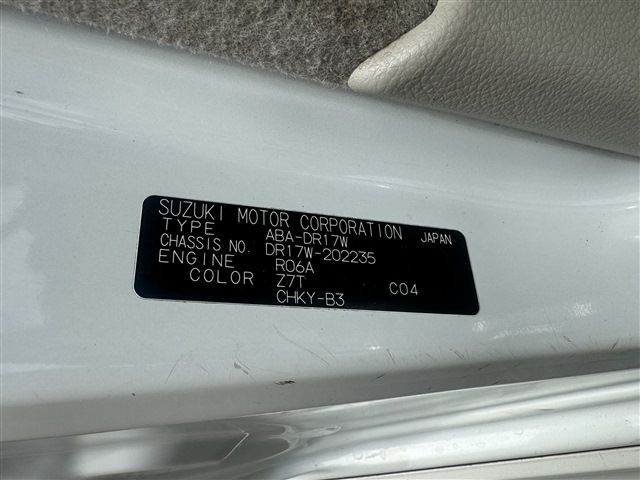 SUZUKI MOTOR CORPORATION JAPAN
TYPE ABA-DR17W
CHASSIS NO. DR17W-202235
ENGINE R06A
COLOR Z7T C04
CHKY-B3